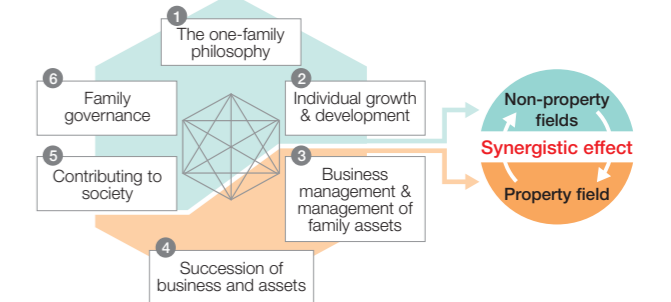 1
The one-family
philosophy
2
Individual growth
& development
3
Business
management &
management of
family assets
4
Succession of
business and assets
5
Contributing to
society
6
Family
governance
Non-property
fields
Synergistic effect
Property field